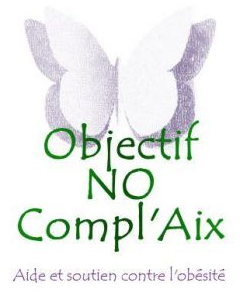 Objectif
NO
Compl'Aix
Aide et soutien contre l'obésité